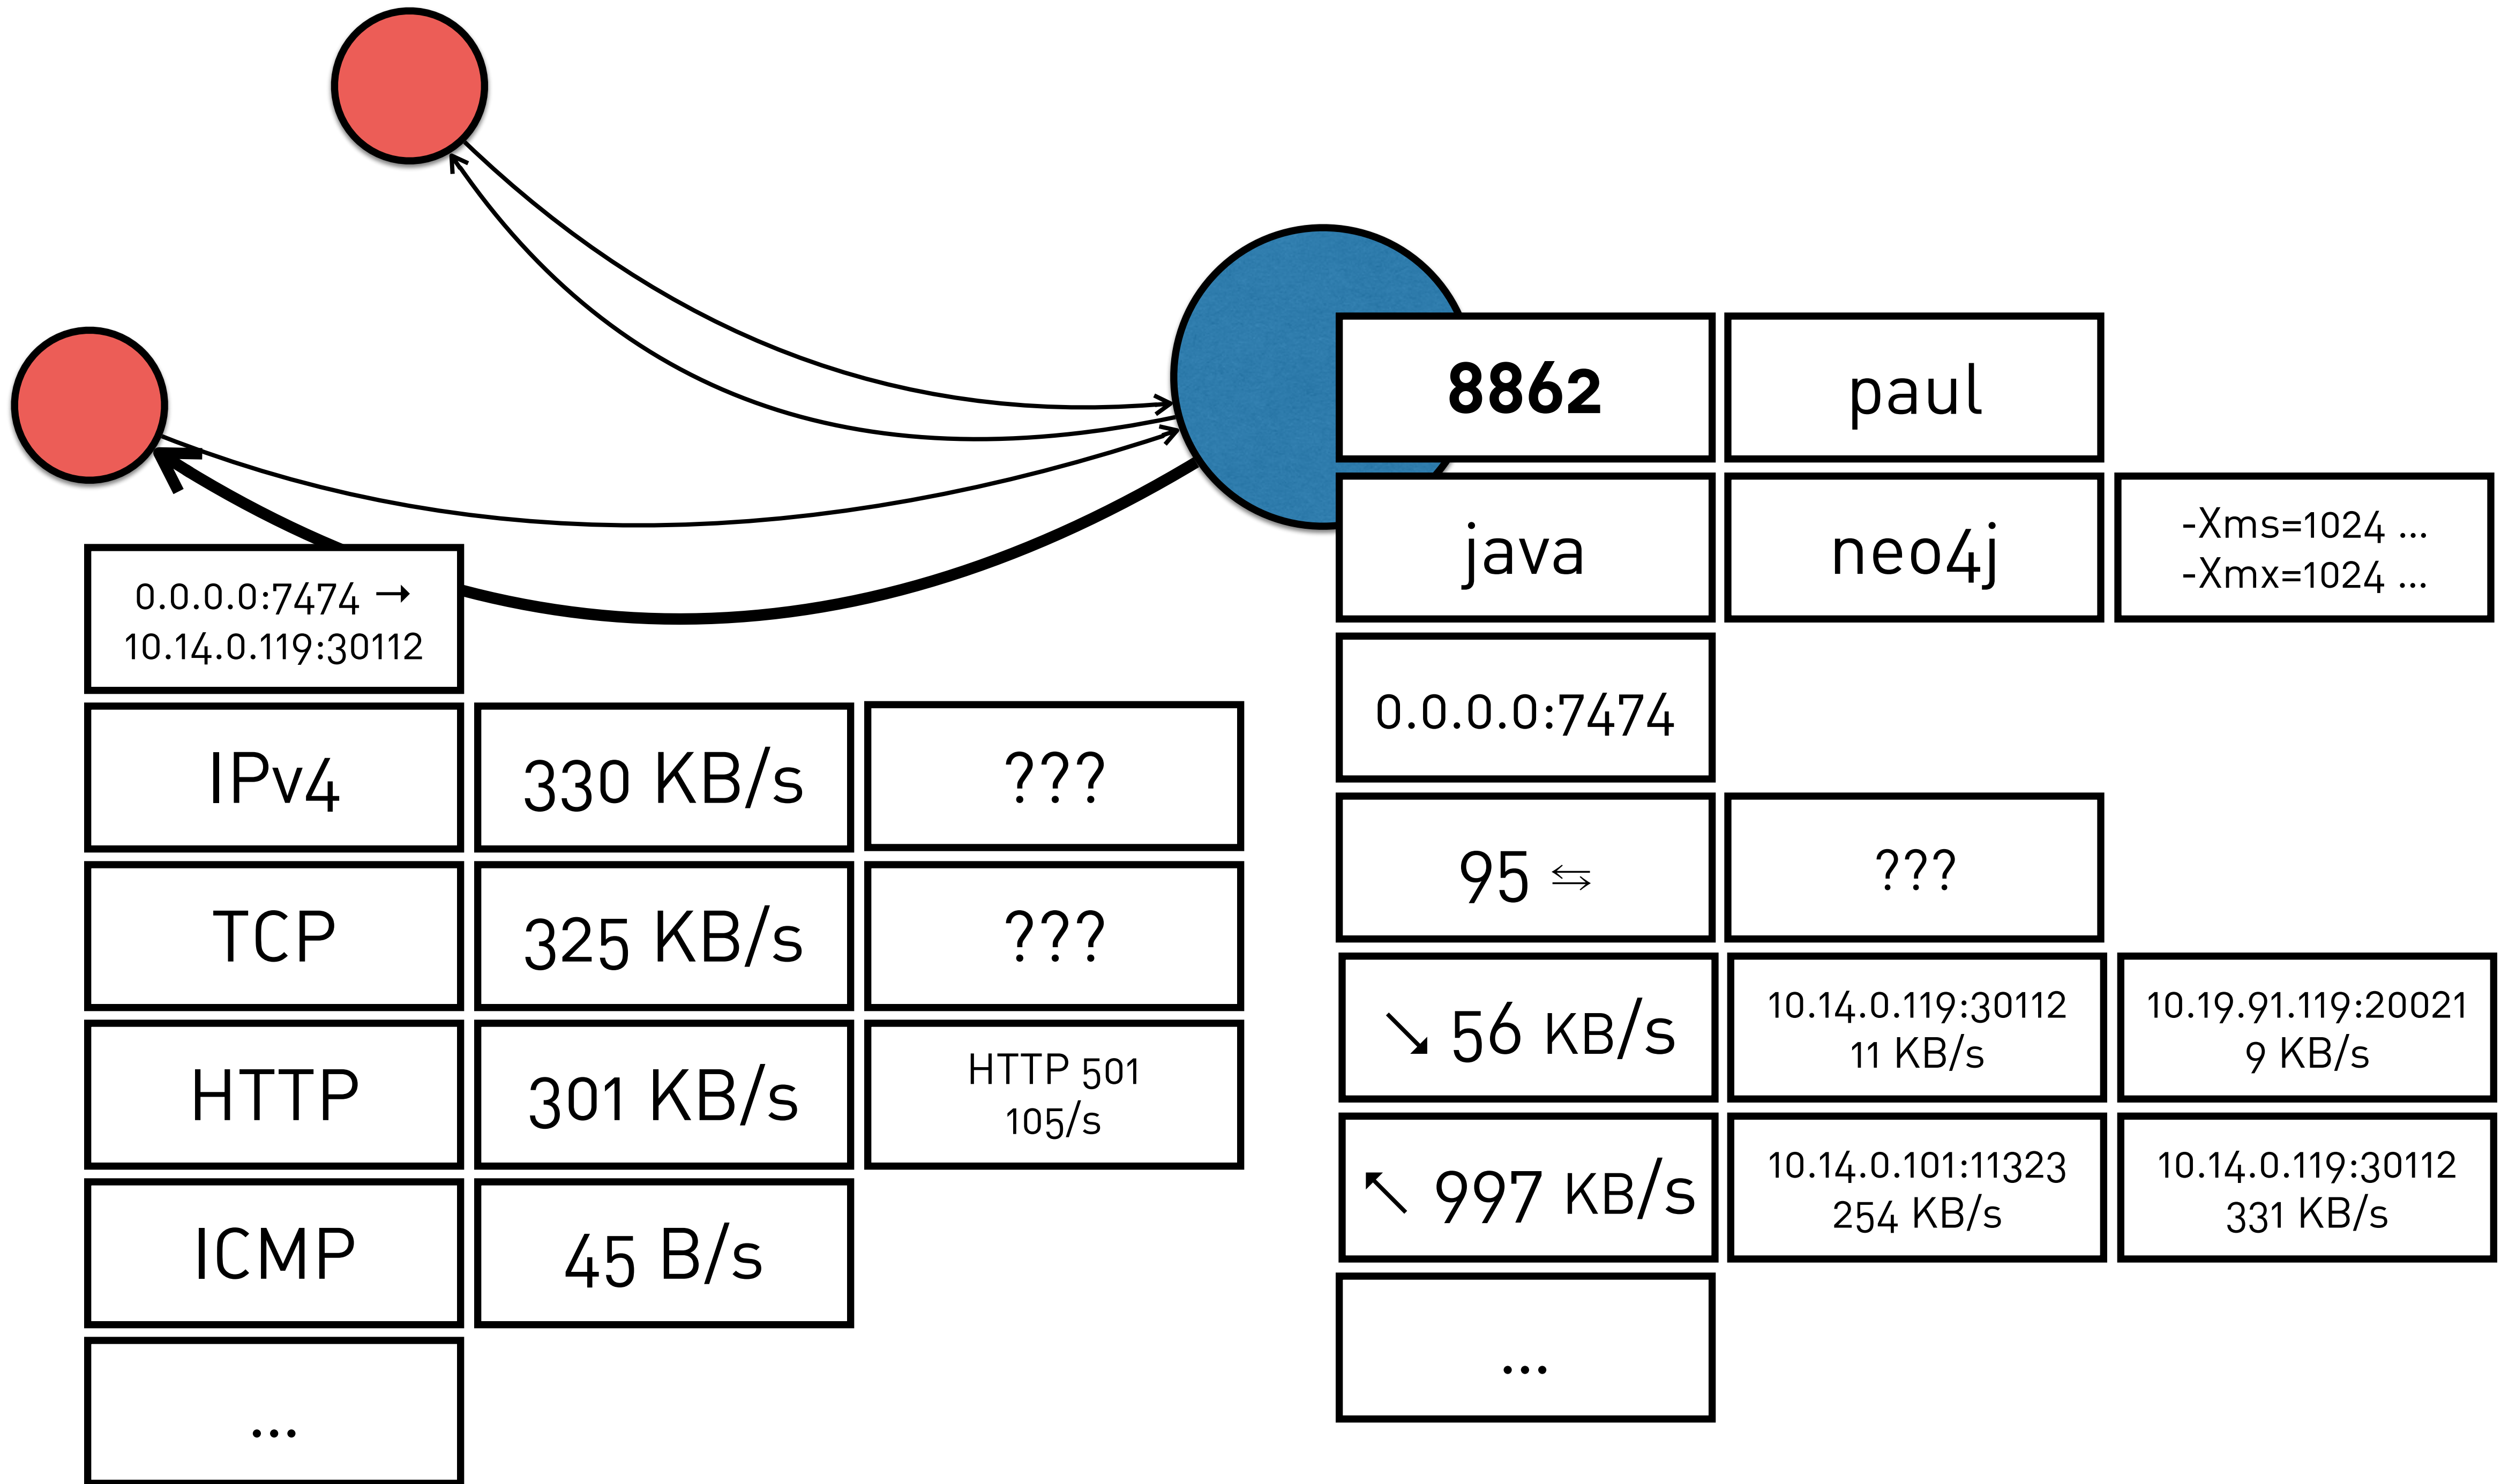 8862
paul
java
neo4j
-Xms=1024 ...
-Xmx=1024 ...
0.0.0.0:7474
95 ⇆
???
↘ 56 KB/s
10.14.0.119:30112
11 KB/s
10.19.91.119:20021
9 KB/s
↖ 997 KB/s
10.14.0.101:11323
254 KB/s
10.14.0.119:30112
331 KB/s
...
0.0.0.0:7474 →
10.14.0.119:30112
IPv4
330 KB/s
???
TCP
325 KB/s
???
HTTP
301 KB/s
HTTP 501
105/s
ICMP
45 B/s
...